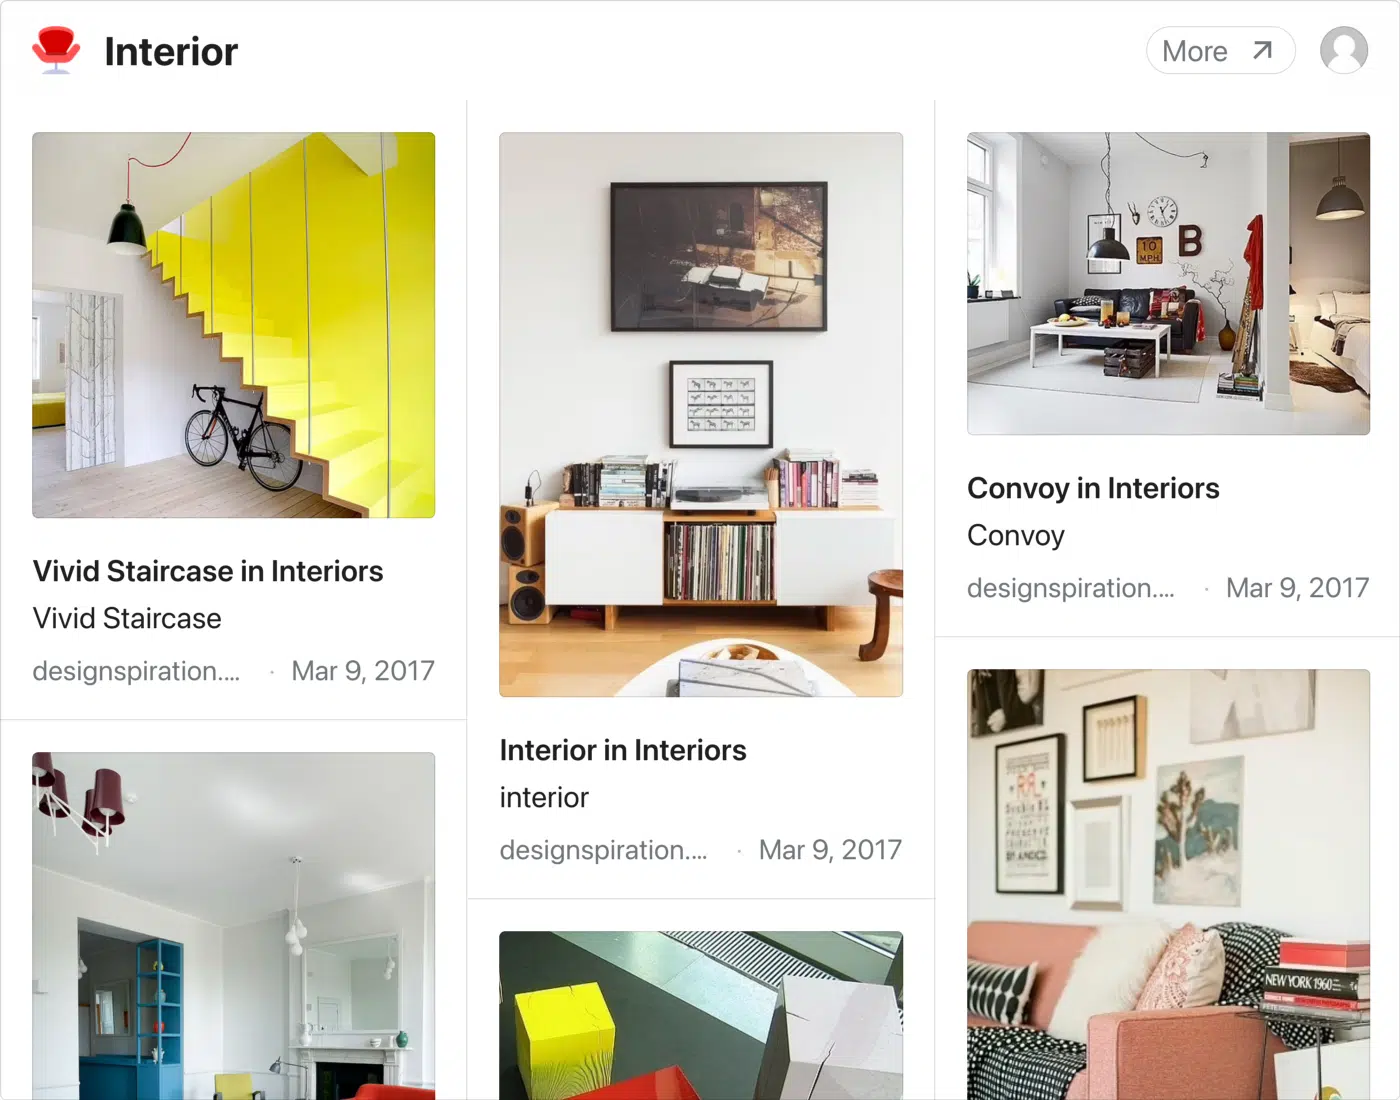 Interior
More
Vivid Staircase in Interiors
Vivid Staircase
designspiration.... · Mar 9, 2017
Interior in Interiors
interior
designspiration.... · Mar 9, 2017
10
MPH
B
Convoy in Interiors
Convoy
designspiration.... · Mar 9, 2017
NEW YORK 1960